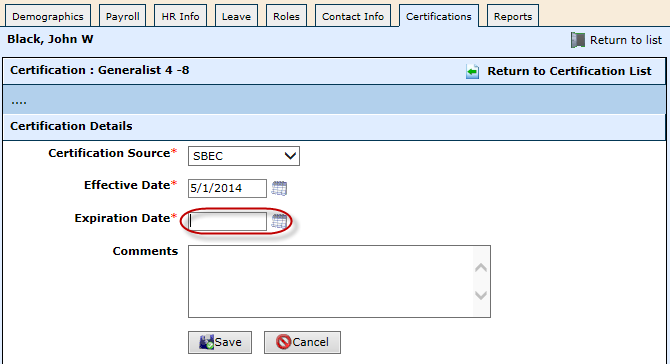 Demographics Payroll HR Info Leave Roles Contact Info Certifications Reports
Black, John W Return to list
Certification : Generalist 4 -8 Return to Certification List
....
Certification Details
Certification Source* SBEC
Effective Date* 5/1/2014
Expiration Date*
Comments
Save Cancel